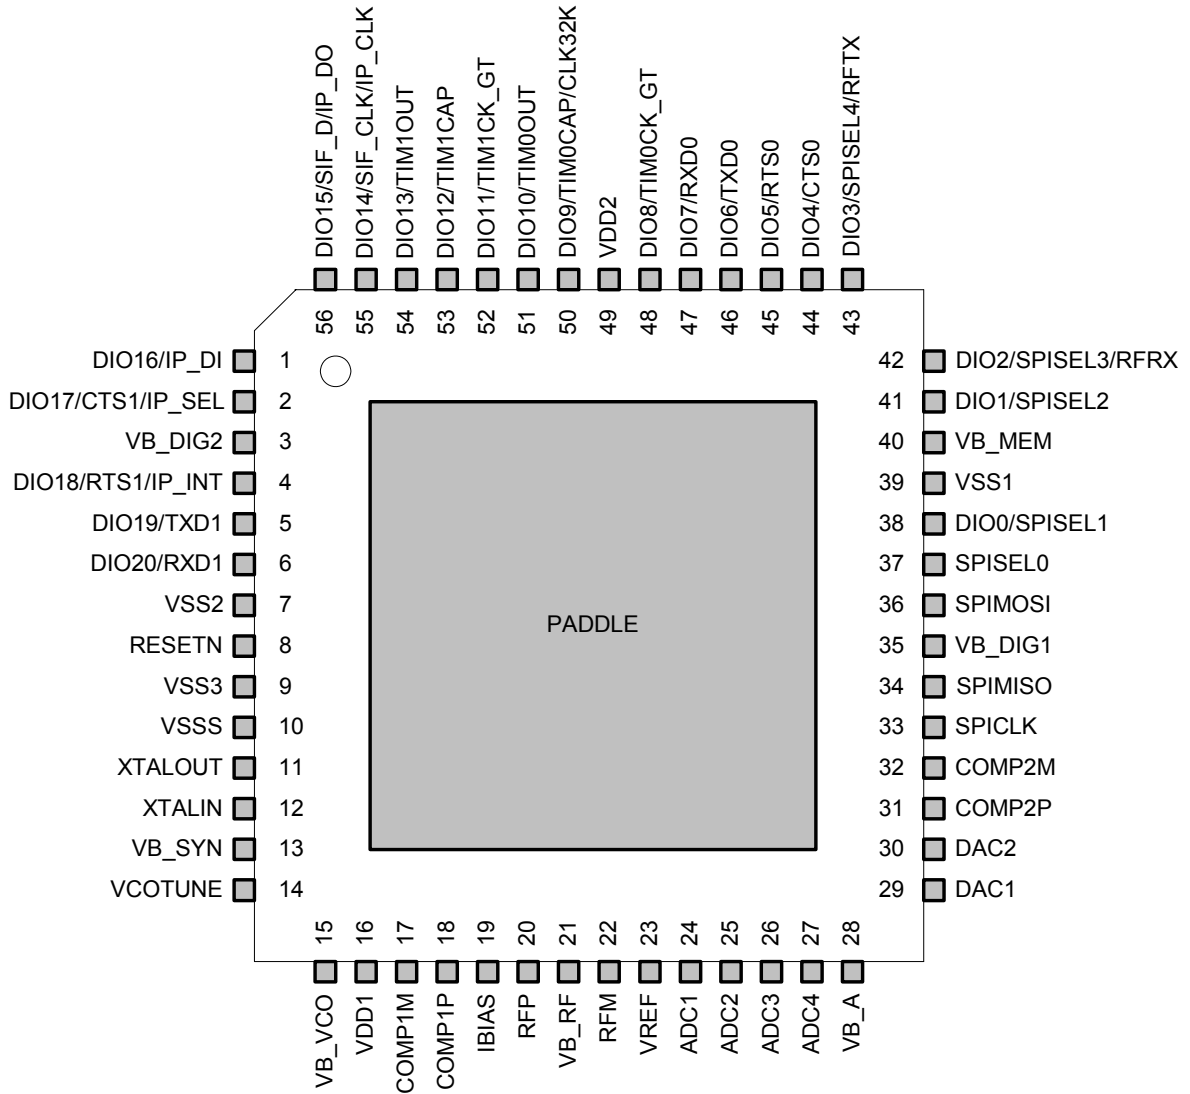 DIO15/SIF_D/IP_DO
DIO14/SIF_CLK/IP_CLK
DIO13/TIM1OUT
DIO12/TIM1CAP
DIO11/TIM1CK_GT
DIO10/TIM0OUT
DIO9/TIM0CAP/CLK32K
VDD2
DIO8/TIM0CK_GT
DIO7/RXD0
DIO6/TXD0
DIO5/RTS0
DIO4/CTS0
DIO3/SPISEL4/RFTX
56
55
54
53
52
51
50
49
48
47
46
45
44
43
DIO16/IP_DI 1
DIO17/CTS1/IP_SEL 2
VB_DIG2 3
DIO18/RTS1/IP_INT 4
DIO19/TXD1 5
DIO20/RXD1 6
VSS2 7
RESETN 8
VSS3 9
VSSS 10
XTALOUT 11
XTALIN 12
VB_SYN 13
VCOTUNE 14
PADDLE
42 DIO2/SPISEL3/RFRX
41 DIO1/SPISEL2
40 VB_MEM
39 VSS1
38 DIO0/SPISEL1
37 SPISEL0
36 SPIMOSI
35 VB_DIG1
34 SPIMISO
33 SPICLK
32 COMP2M
31 COMP2P
30 DAC2
29 DAC1
15
16
17
18
19
20
21
22
23
24
25
26
27
28
VB_VCO
VDD1
COMP1M
COMP1P
IBIAS
RFP
VB_RF
RFM
VREF
ADC1
ADC2
ADC3
ADC4
VB_A